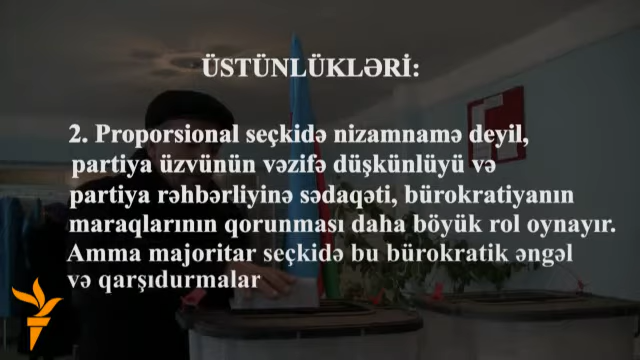 ÜSTÜNLÜKLƏRİ:
2. Proporsional seçkidə nizamnamə deyil,
partiya üzvünün vəzifə düşkünlüyü və
partiya rəhbərliyinə sədaqəti, bürokratiyanın
maraqlarının qorunması daha böyük rol oynayır.
Amma majoritar seçkidə bu bürokratik əngəl
və qarşıdurmalar